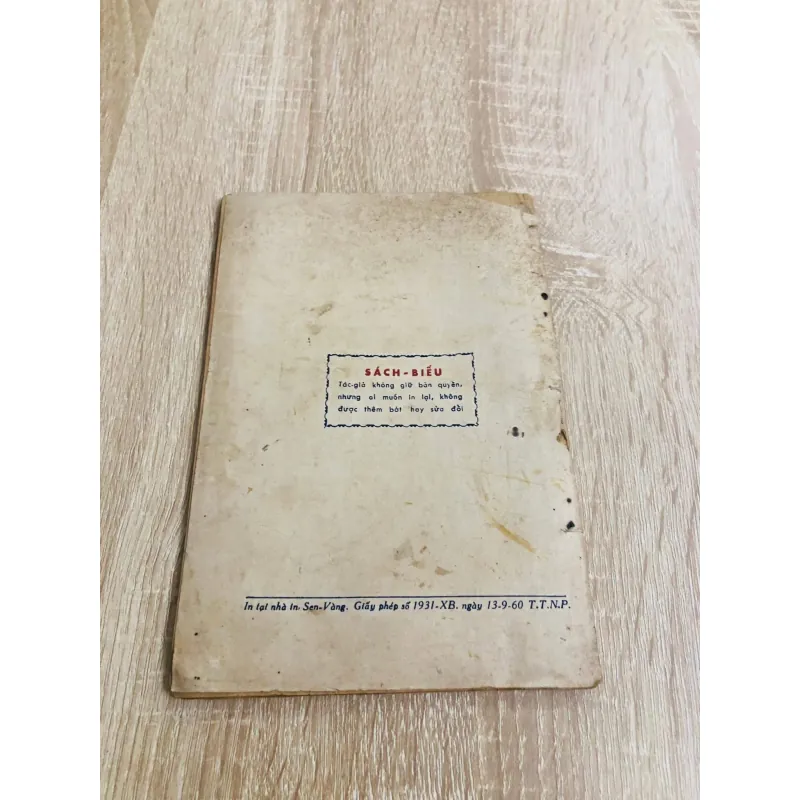 SÁCH-BIẾU
Tác-giả không giữ bản quyền,
nhưng ai muốn in lại, không
được thêm bớt hay sửa đổi
In tại nhà in. Sen-Vàng. Giấy phép số 1931-XB. ngày 13-9-60 T.T.N.P.